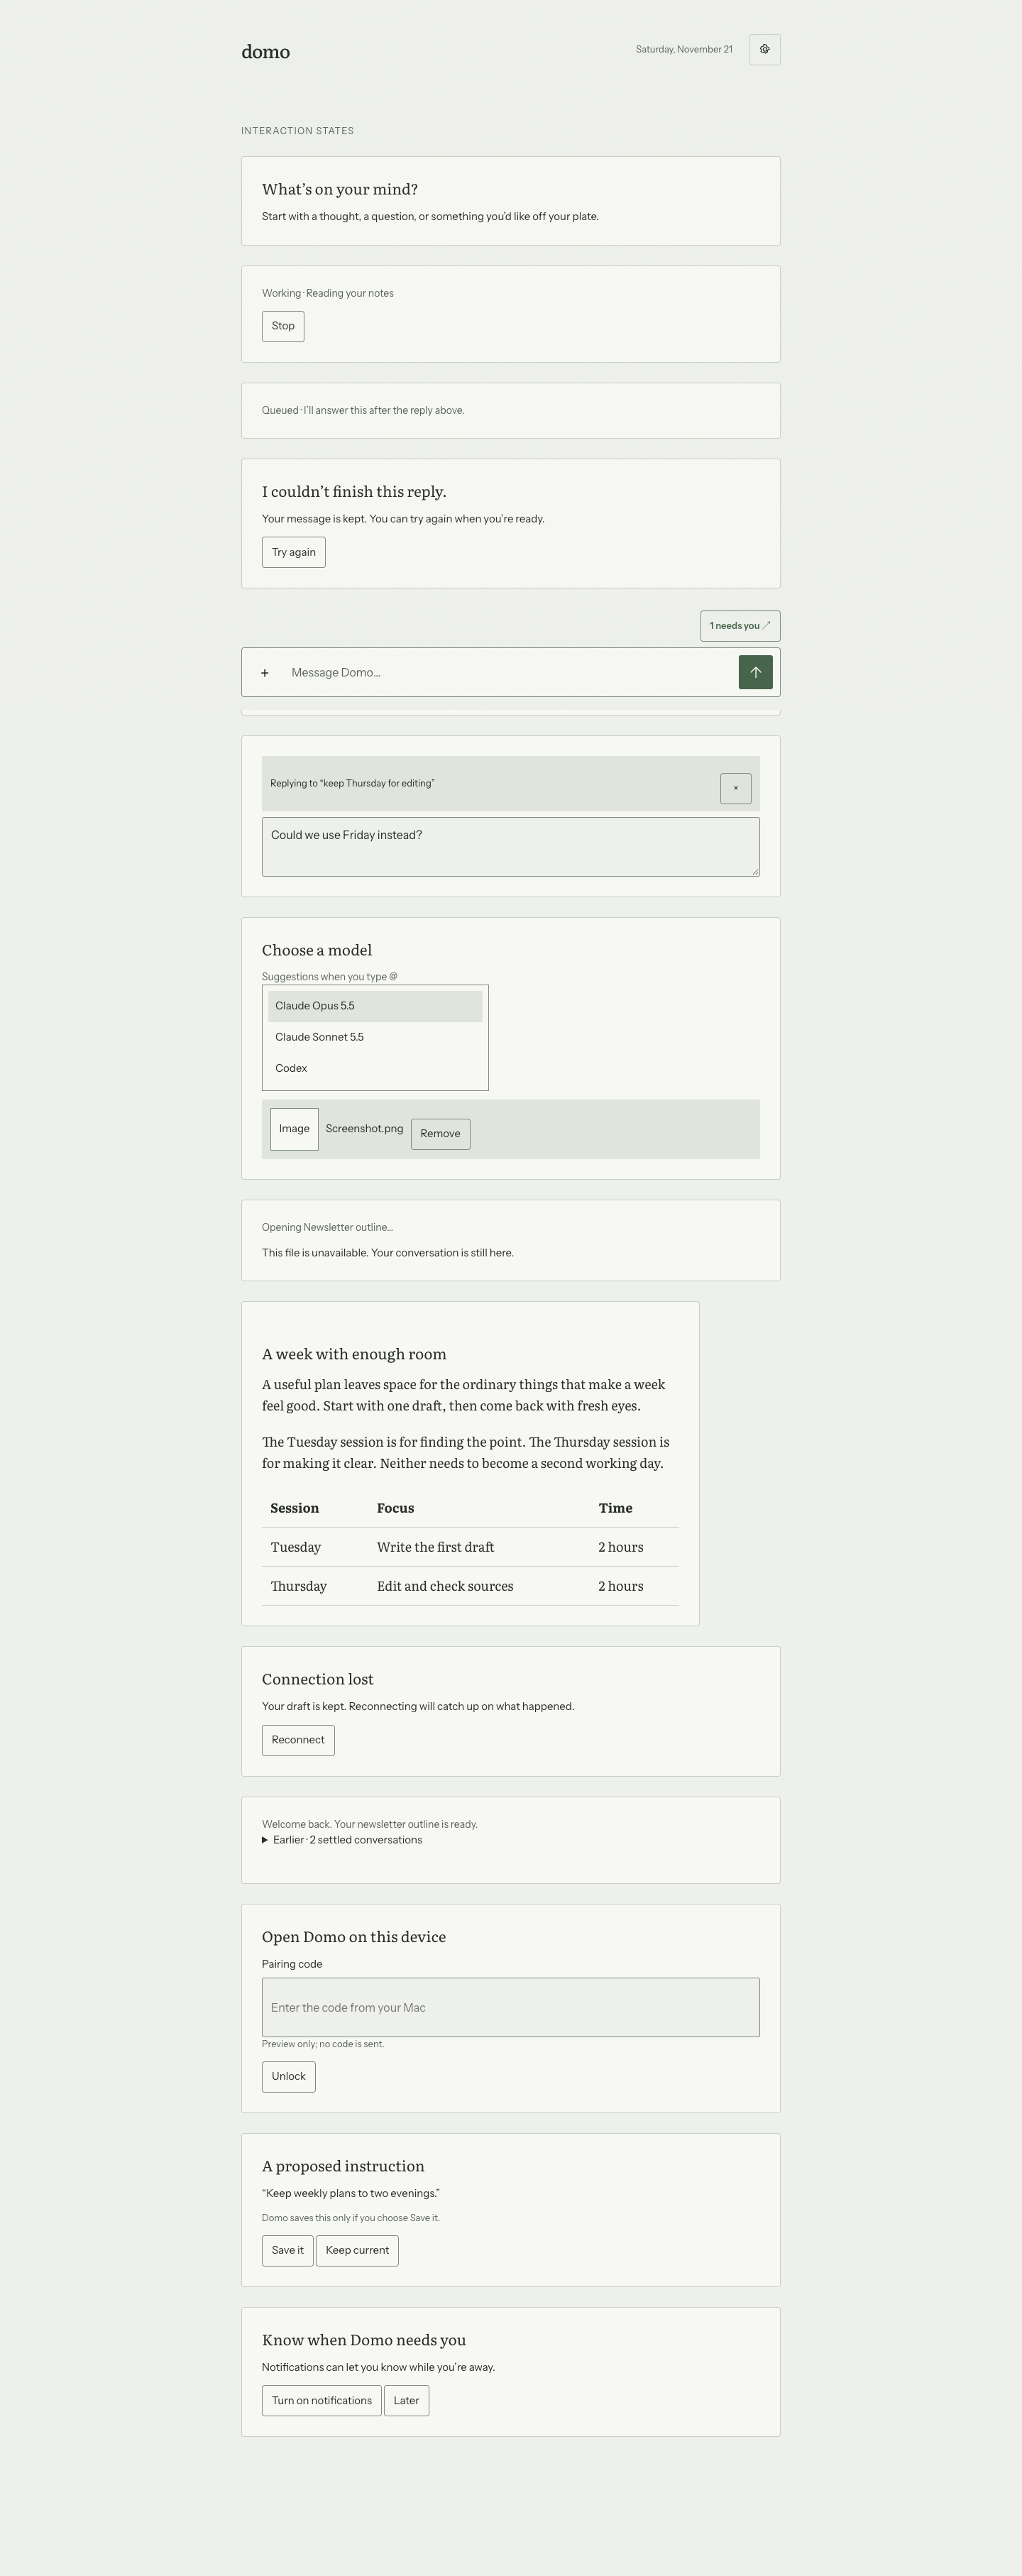 domo
Saturday, November 21
INTERACTION STATES
What’s on your mind?
Start with a thought, a question, or something you’d like off your plate.
Working · Reading your notes
Stop
Queued · I’ll answer this after the reply above.
I couldn’t finish this reply.
Your message is kept. You can try again when you’re ready.
Try again
1 needs you ↗
+ Message Domo…
Replying to “keep Thursday for editing” ×
Could we use Friday instead?
Choose a model
Suggestions when you type @
Claude Opus 5.5
Claude Sonnet 5.5
Codex
Image Screenshot.png Remove
Opening Newsletter outline…
This file is unavailable. Your conversation is still here.
A week with enough room
A useful plan leaves space for the ordinary things that make a week
feel good. Start with one draft, then come back with fresh eyes.
The Tuesday session is for finding the point. The Thursday session is
for making it clear. Neither needs to become a second working day.
Session Focus Time
Tuesday Write the first draft 2 hours
Thursday Edit and check sources 2 hours
Connection lost
Your draft is kept. Reconnecting will catch up on what happened.
Reconnect
Welcome back. Your newsletter outline is ready.
Earlier · 2 settled conversations
Open Domo on this device
Pairing code
Enter the code from your Mac
Preview only; no code is sent.
Unlock
A proposed instruction
“Keep weekly plans to two evenings.”
Domo saves this only if you choose Save it.
Save it Keep current
Know when Domo needs you
Notifications can let you know while you’re away.
Turn on notifications Later